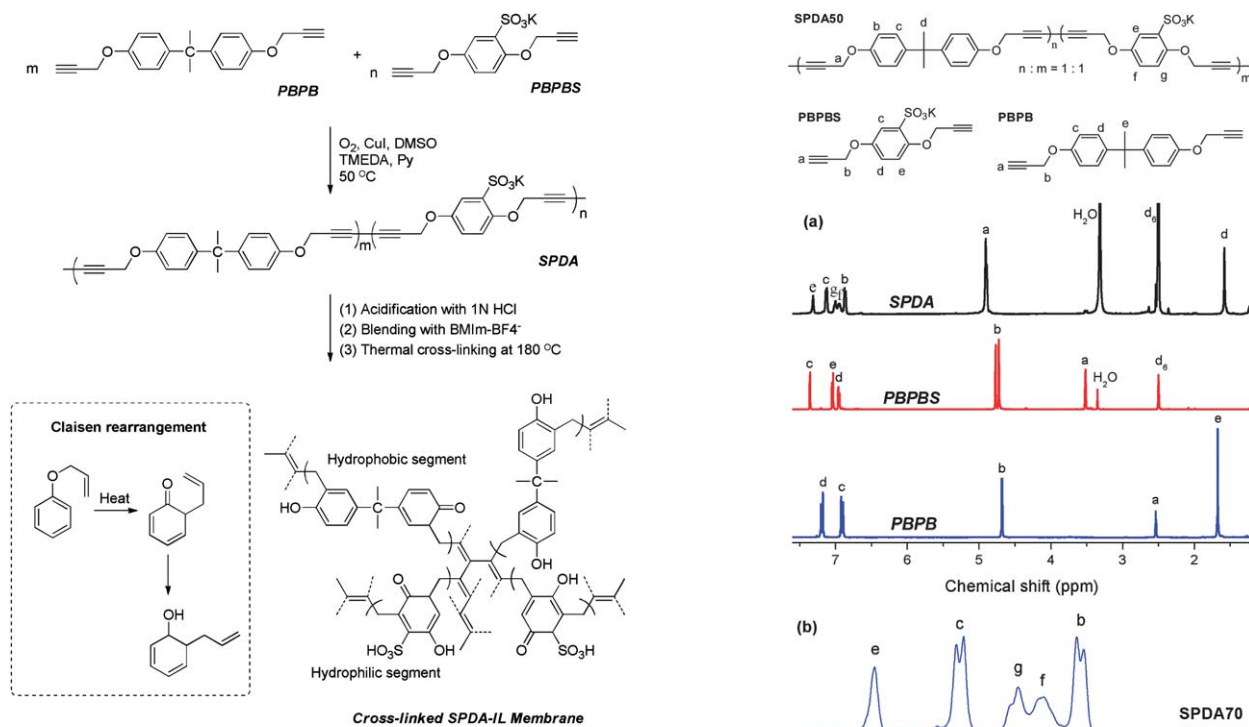 m
O
CH₃
+
n
SO₃K
PBPB
PBPBS
O₂, CuI, DMSO
TMEDA, Py
50 °C
SO₃K
m
n
SPDA
(1) Acidification with 1N HCl
(2) Blending with BMIm-BF4⁻
(3) Thermal cross-linking at 180 °C
Claisen rearrangement
Heat
OH
Hydrophobic segment
OH
HO
O
OH
O
OH
HO₃S
OH
O
SO₃H
Hydrophilic segment
Cross-linked SPDA-IL Membrane
SPDA50
b c d
e SO₃K
a
n : m = 1 : 1
f g
n
m
PBPBS
c SO₃K
a b d e
PBPB
c d e
a b
(a)
e c g f b a H₂O d₆ d
SPDA
c e d b a H₂O d₆
PBPBS
d c b a e
PBPB
7 6 5 4 3 2
Chemical shift (ppm)
(b)
e c g f b
SPDA70